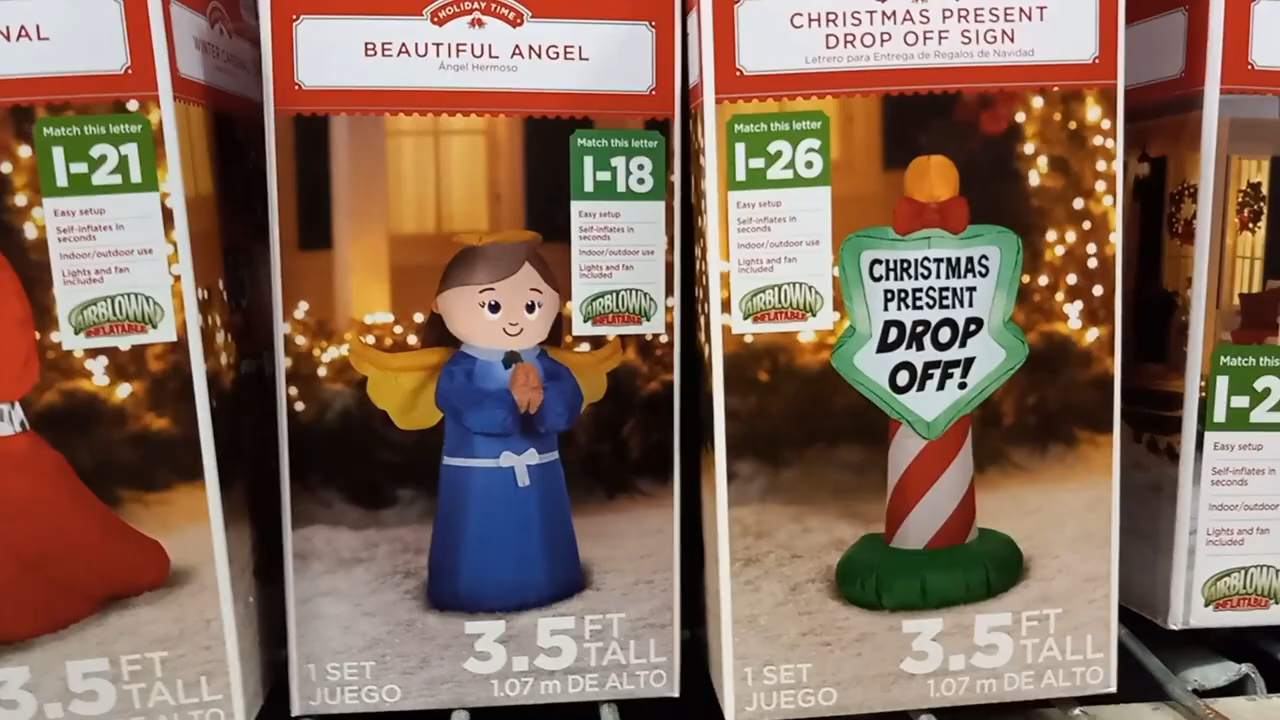 NAL
Match this letter
I-21
Easy setup
Self-inflates in
seconds
Indoor/outdoor use
Lights and fan
included
AIRBLOWN
INFLATABLE
3.5 FT
TALL
WINTER CARDINAL
HOLIDAY TIME
BEAUTIFUL ANGEL
Ángel Hermoso
Match this letter
I-18
Easy setup
Self-inflates in
seconds
Indoor/outdoor use
Lights and fan
included
AIRBLOWN
INFLATABLE
1 SET
JUEGO
3.5 FT
TALL
1.07 m DE ALTO
CHRISTMAS PRESENT
DROP OFF SIGN
Letrero para Entrega de Regalos de Navidad
Match this letter
I-26
Easy setup
Self-inflates in
seconds
Indoor/outdoor use
Lights and fan
included
AIRBLOWN
INFLATABLE
CHRISTMAS
PRESENT
DROP
OFF!
1 SET
JUEGO
3.5 FT
TALL
1.07 m DE ALTO
Match this
I-2
Easy setup
Self-inflates in
seconds
Indoor/outdoor
Lights and fan
included
AIRBLOWN
INFLATABLE